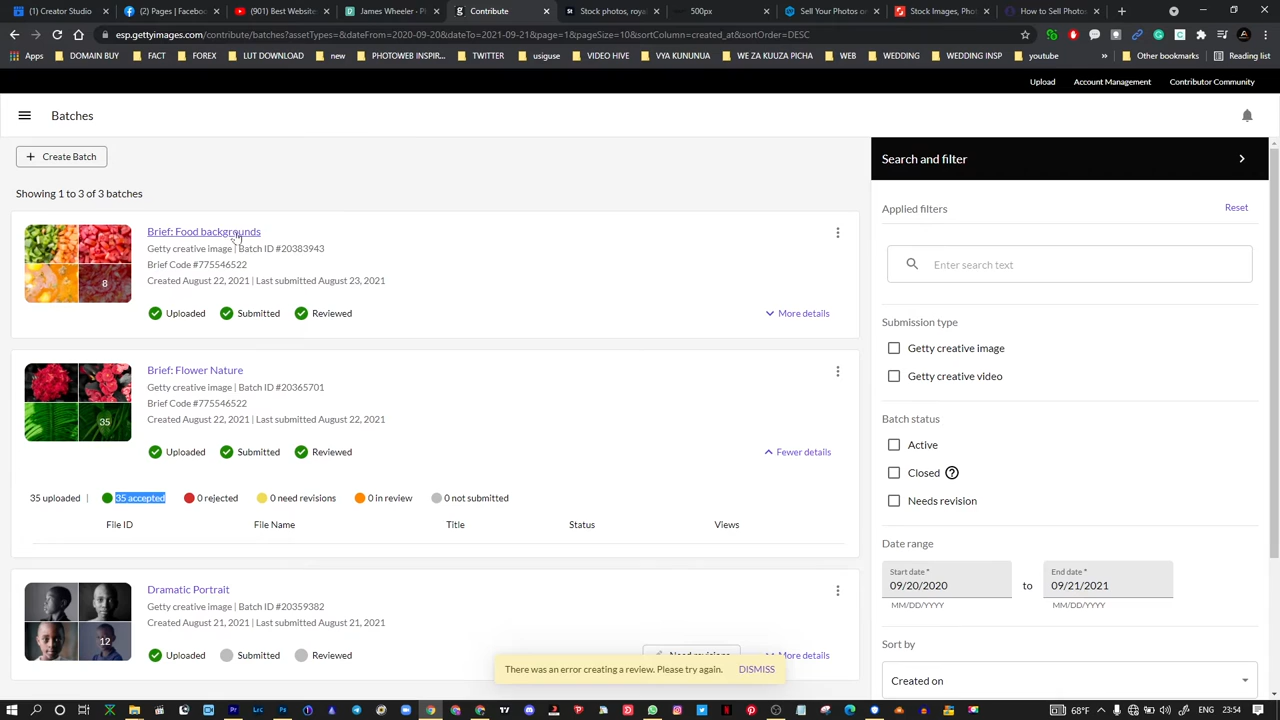 (1) Creator Studio
(2) Pages | Facebook
(901) Best Website
James Wheeler - P
Contribute
Stock photos, royal
500px
Sell Your Photos or
Stock Images, Phot
How to Sell Photos
esp.gettyimages.com/contribute/batches?assetTypes=&dateFrom=2020-09-20&dateTo=2021-09-21&page=1&pageSize=10&sortColumn=created_at&sortOrder=DESC
Apps
DOMAIN BUY
FACT
FOREX
LUT DOWNLOAD
new
PHOTOWEB INSPIR...
TWITTER
usiguse
VIDEO HIVE
VYA KUNUNUA
WE ZA KUUZA PICHA
WEB
WEDDING
WEDDING INSP
youtube
Other bookmarks
Reading list
Upload
Account Management
Contributor Community
Batches
+ Create Batch
Showing 1 to 3 of 3 batches
Brief: Food backgrounds
Getty creative image | Batch ID #20383943
Brief Code #775546522
Created August 22, 2021 | Last submitted August 23, 2021
8
Uploaded
Submitted
Reviewed
More details
Brief: Flower Nature
Getty creative image | Batch ID #20365701
Brief Code #775546522
Created August 22, 2021 | Last submitted August 22, 2021
35
Uploaded
Submitted
Reviewed
Fewer details
35 uploaded |
35 accepted
0 rejected
0 need revisions
0 in review
0 not submitted
File ID
File Name
Title
Status
Views
Dramatic Portrait
Getty creative image | Batch ID #20359382
Created August 21, 2021 | Last submitted August 21, 2021
12
Uploaded
Submitted
Reviewed
More details
There was an error creating a review. Please try again.
DISMISS
Search and filter
Applied filters
Reset
Enter search text
Submission type
Getty creative image
Getty creative video
Batch status
Active
Closed
Needs revision
Date range
Start date *
09/20/2020
MM/DD/YYYY
to
End date *
09/21/2021
MM/DD/YYYY
Sort by
Created on
68°F
23:54